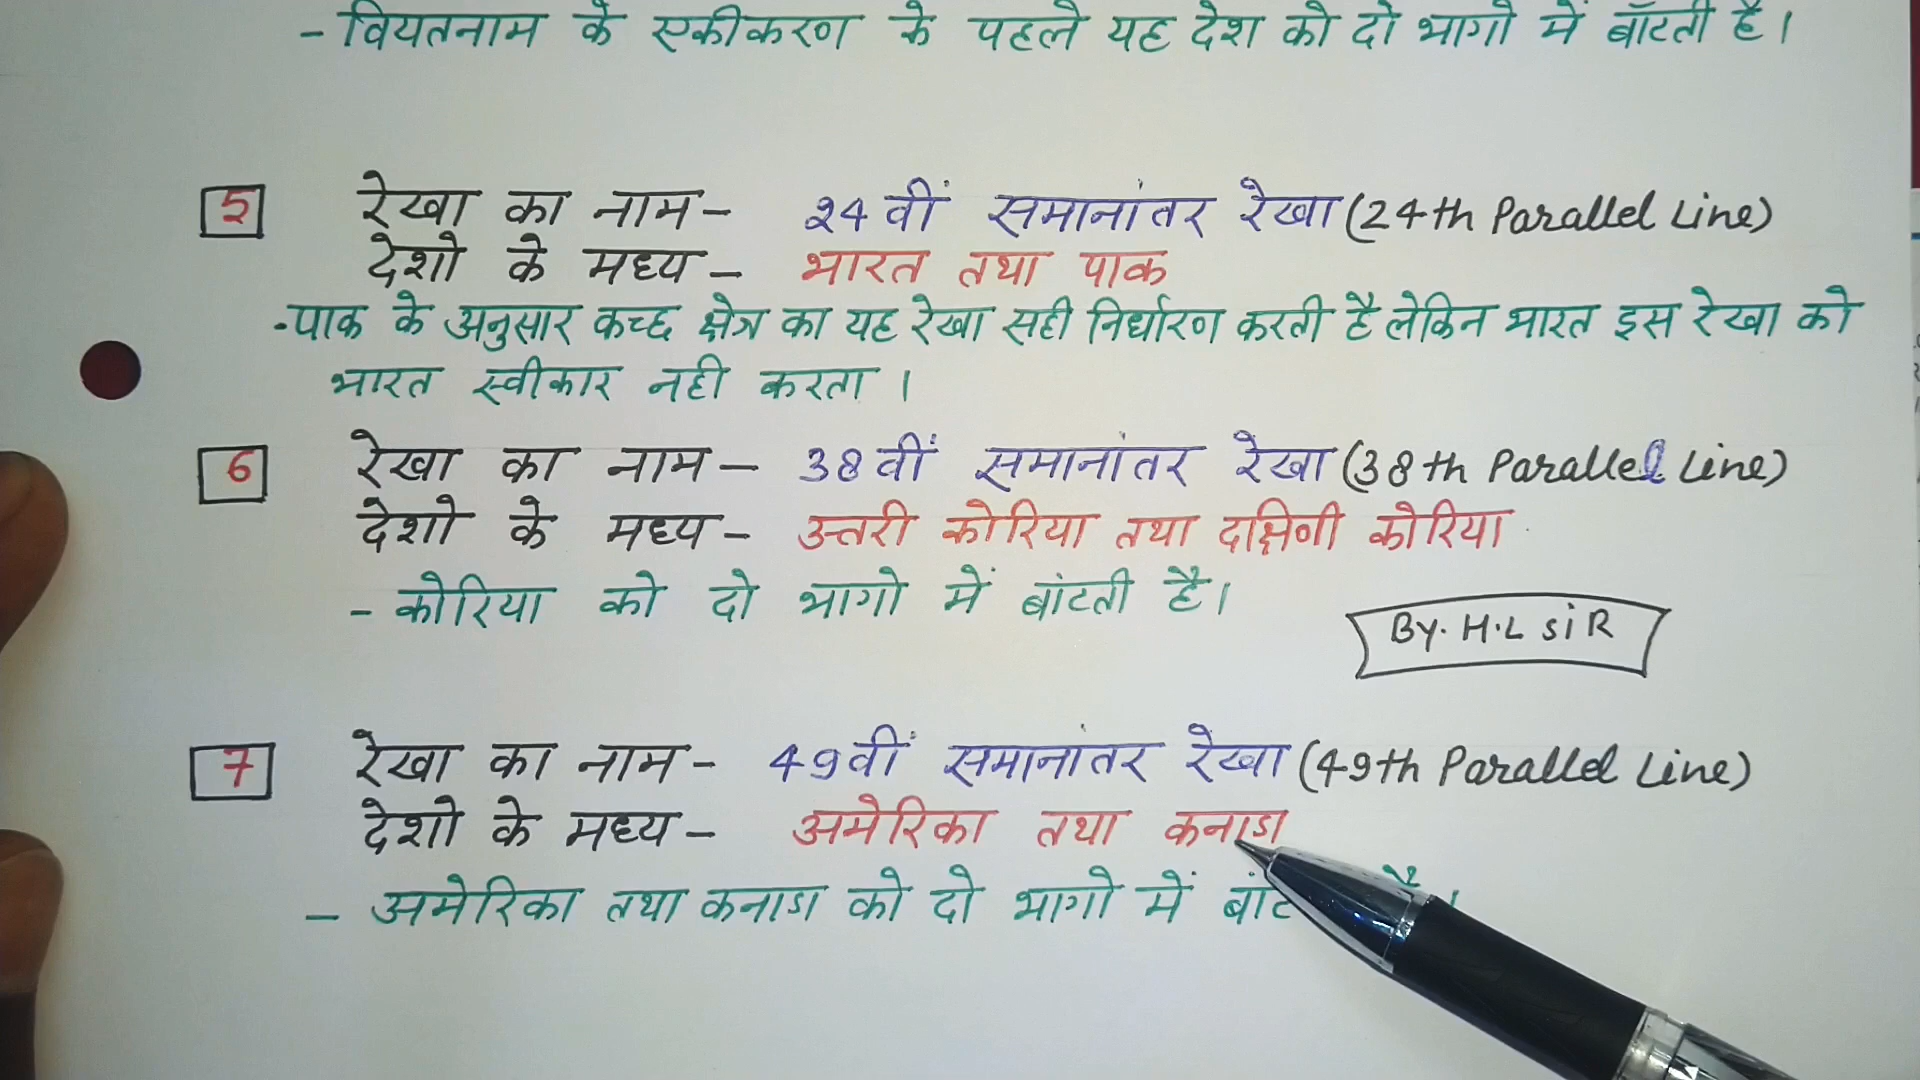 - वियतनाम के एकीकरण के पहले यह देश को दो भागो में बाँटती है।
5 रेखा का नाम - 24 वीं समानांतर रेखा (24th Parallel Line)
देशो के मध्य - भारत तथा पाक
-पाक के अनुसार कच्छ क्षेत्र का यह रेखा सही निर्धारण करती है लेकिन भारत इस रेखा को
भारत स्वीकार नही करता ।
6 रेखा का नाम - 38 वीं समानांतर रेखा (38th Parallel Line)
देशो के मध्य - उत्तरी कोरिया तथा दक्षिणी कोरिया
- कोरिया को दो भागो में बांटती है।
By. H.L SiR
7 रेखा का नाम - 49वीं समानांतर रेखा (49th Parallel Line)
देशो के मध्य - अमेरिका तथा कनाडा
- अमेरिका तथा कनाडा को दो भागो में